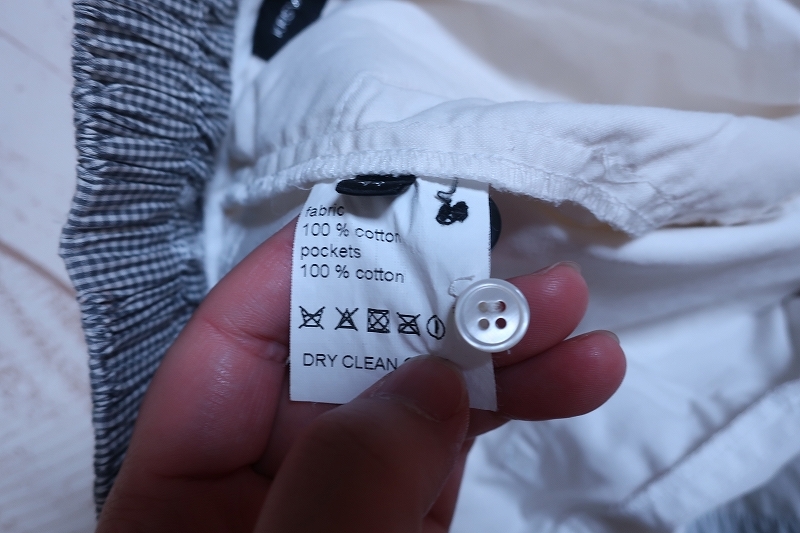 fabric
100 % cotton
pockets
100 % cotton
DRY CLEAN